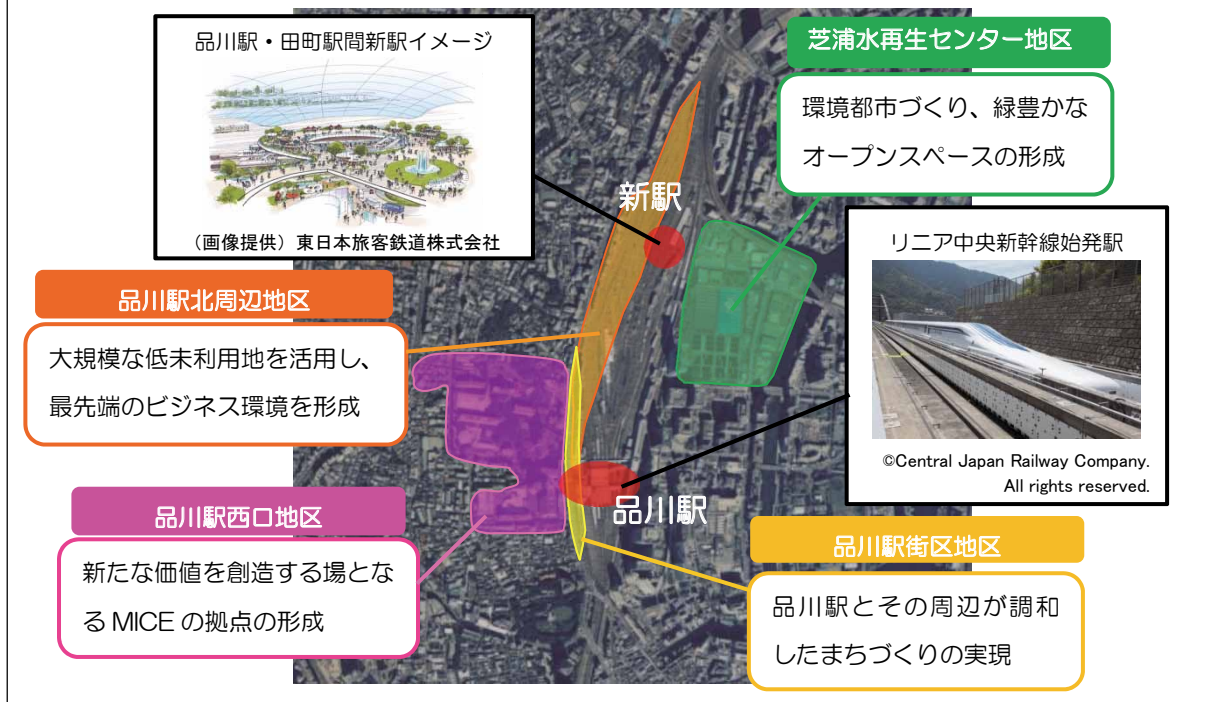 品川駅・田町駅間新駅イメージ
（画像提供）東日本旅客鉄道株式会社
芝浦水再生センター地区
環境都市づくり、緑豊かな
オープンスペースの形成
新駅
リニア中央新幹線始発駅
©Central Japan Railway Company.
All rights reserved.
品川駅北周辺地区
大規模な低未利用地を活用し、
最先端のビジネス環境を形成
品川駅
品川駅西口地区
新たな価値を創造する場とな
る MICE の拠点の形成
品川駅街区地区
品川駅とその周辺が調和
したまちづくりの実現